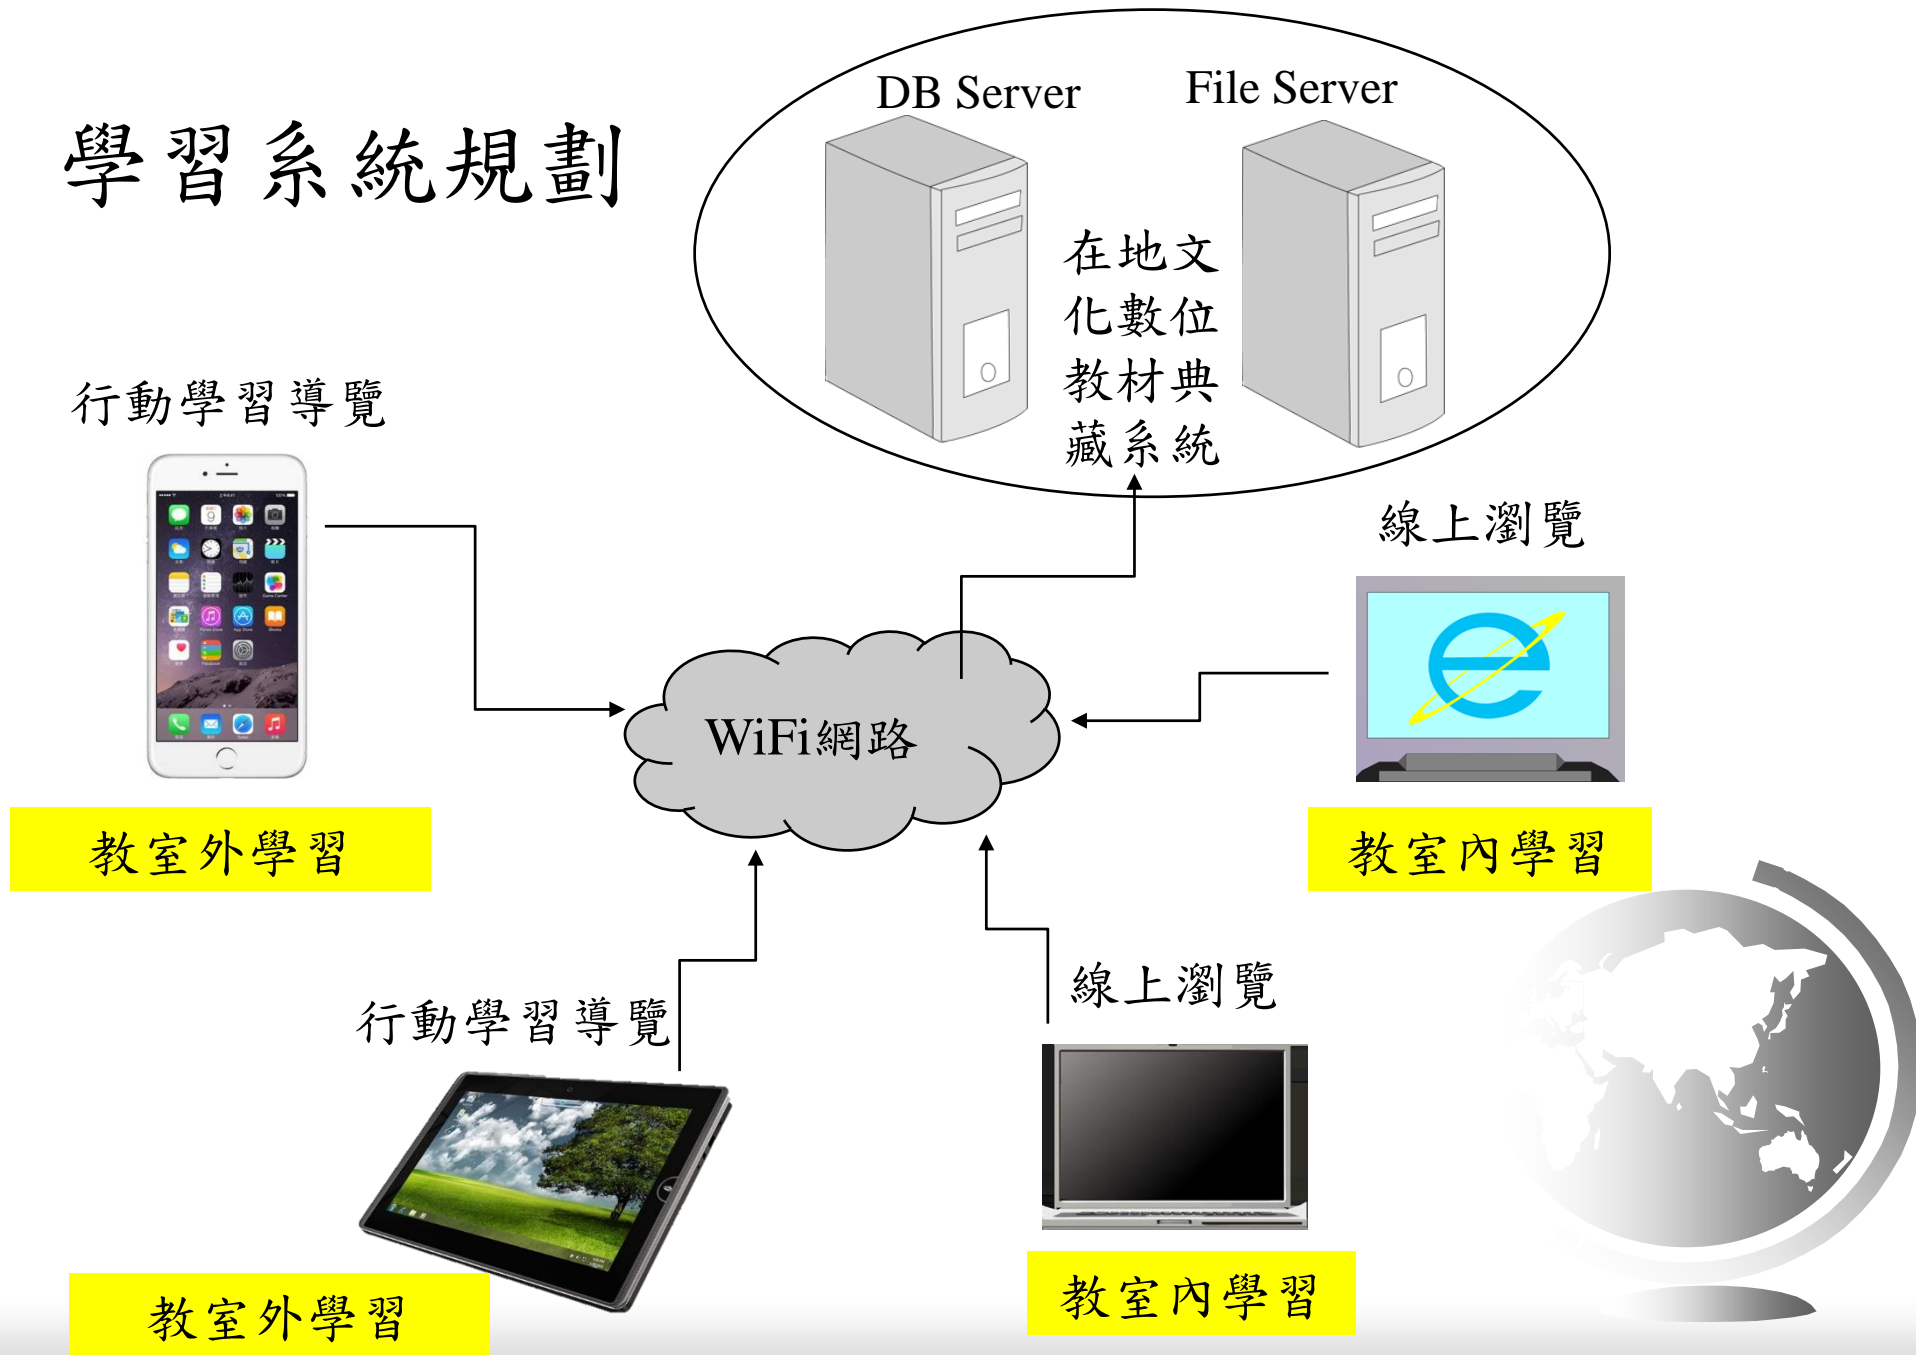 學習系統規劃
DB Server
File Server
在地文
化數位
教材典
藏系統
行動學習導覽
線上瀏覽
WiFi網路
教室外學習
教室內學習
行動學習導覽
線上瀏覽
教室外學習
教室內學習